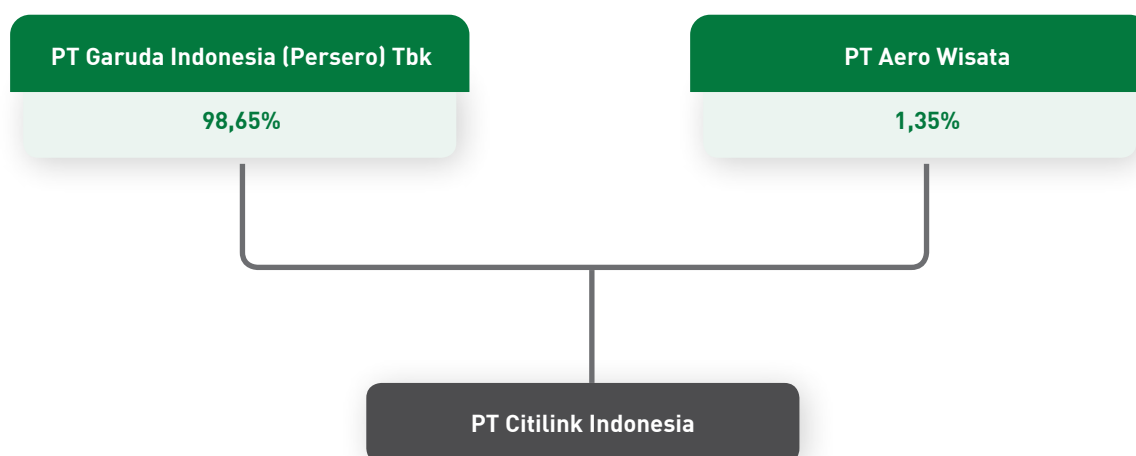 PT Garuda Indonesia (Persero) Tbk
98,65%
PT Aero Wisata
1,35%
PT Citilink Indonesia